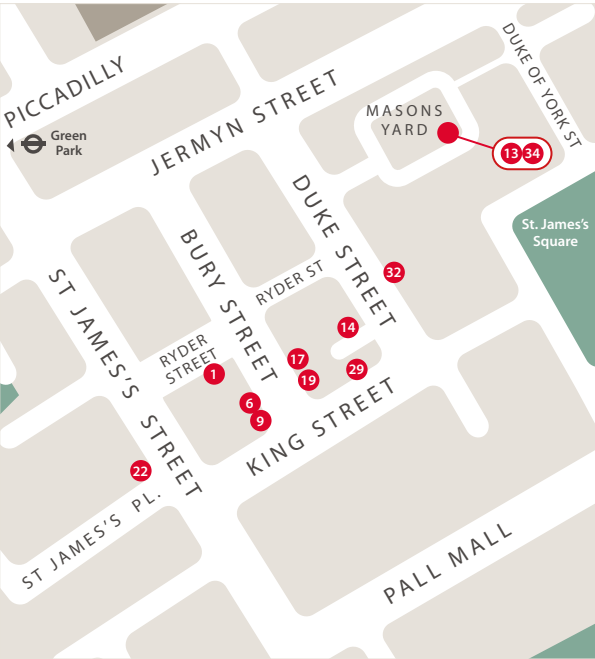 PICCADILLY
Green
Park
JERMYN STREET
MASONS
YARD
DUKE OF YORK ST
13 34
St. James's
Square
DUKE STREET
32
BURY STREET
RYDER ST
14
ST JAMES'S STREET
RYDER
STREET
1
17
19
29
6
9
KING STREET
22
ST JAMES'S PL.
PALL MALL